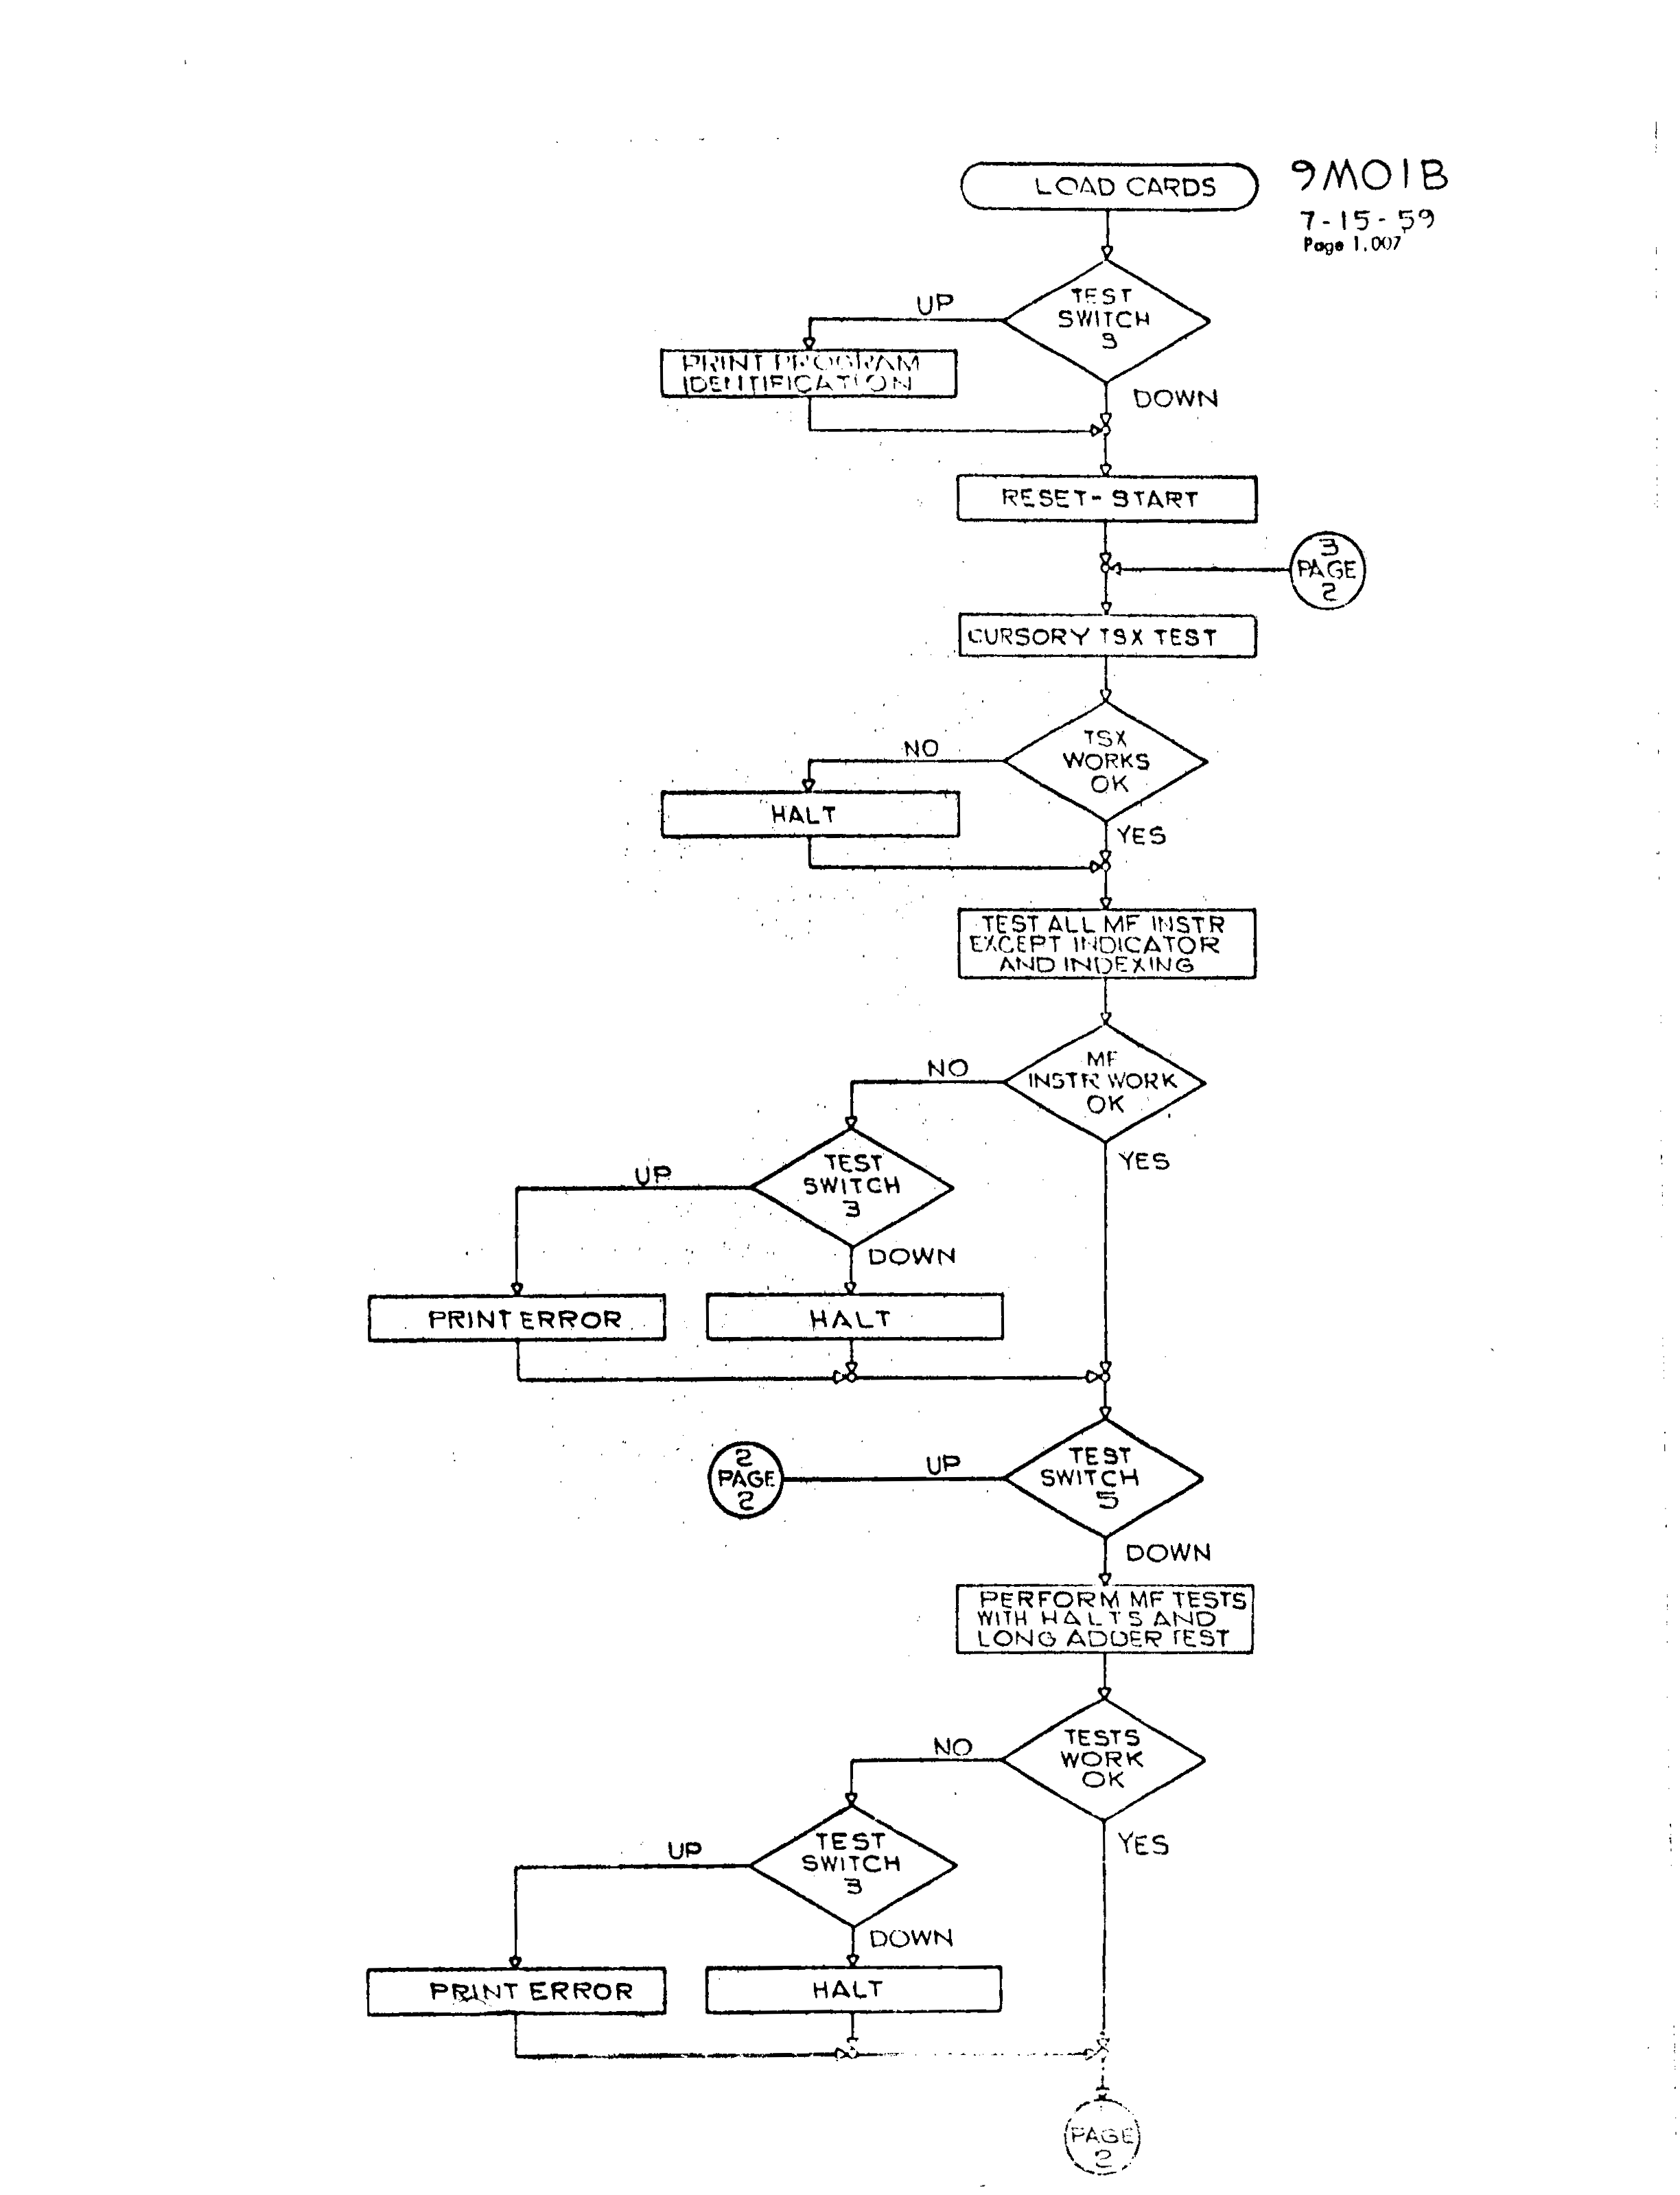 LOAD CARDS
9M01B
7-15-59
Page 1.007
TEST
SWITCH
3
UP
PRINT PROGRAM
IDENTIFICATION
DOWN
RESET-START
3
PAGE
2
CURSORY TSX TEST
TSX
WORKS
OK
NO
HALT
YES
TEST ALL MF INSTR
EXCEPT INDICATOR
AND INDEXING
MF
INSTR WORK
OK
NO
YES
TEST
SWITCH
3
UP
DOWN
PRINT ERROR
HALT
TEST
SWITCH
5
UP
2
PAGE
2
DOWN
PERFORM MF TESTS
WITH HALTS AND
LONG ADDER TEST
TESTS
WORK
OK
NO
YES
TEST
SWITCH
3
UP
DOWN
PRINT ERROR
HALT
PAGE
2